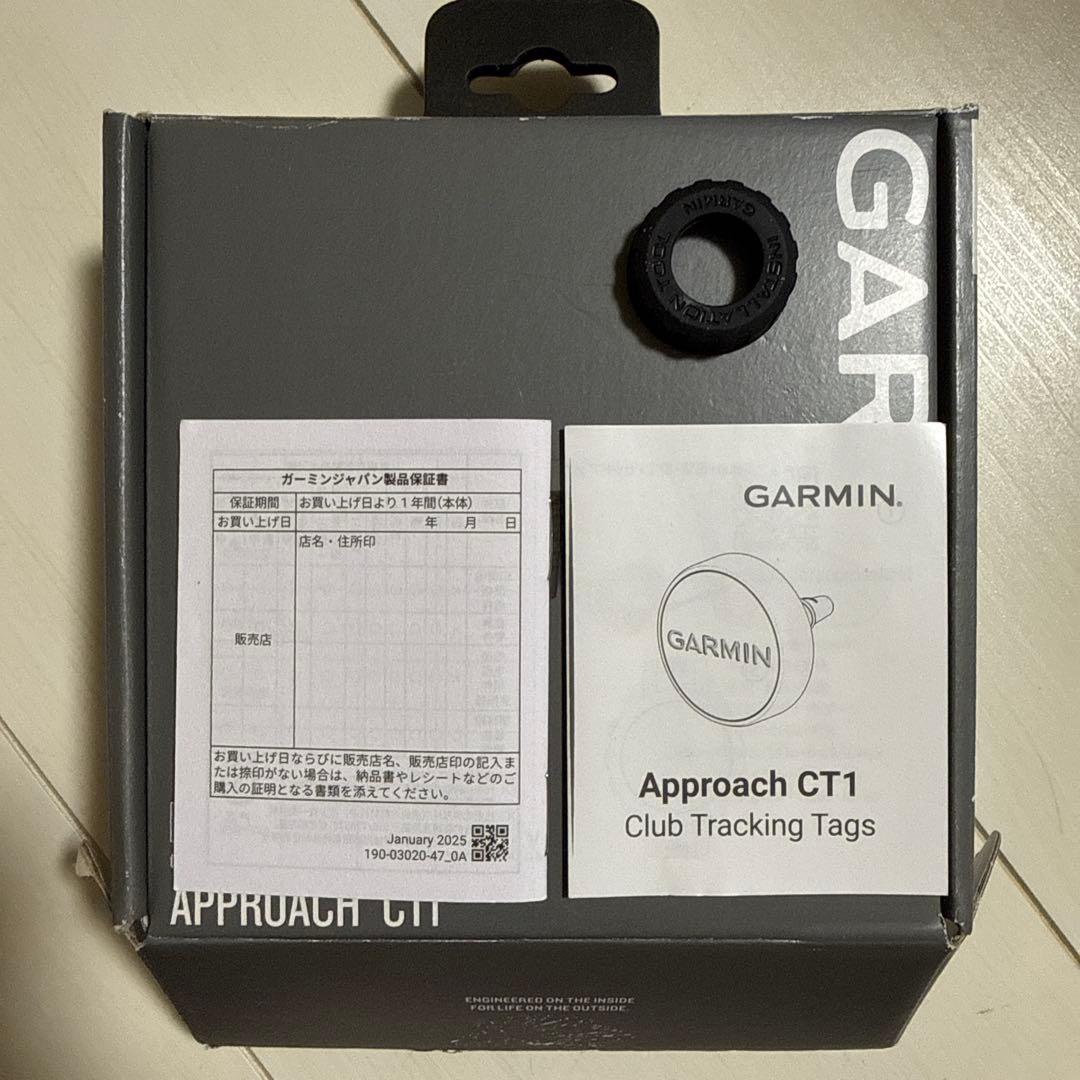 GAR
INSTALLATION TOOL
GARMIN
ガーミンジャパン製品保証書
保証期間 お買い上げ日より1年間(本体)
お買い上げ日 年 月 日
店名・住所印
販売店
お買い上げ日ならびに販売店名、販売店印の記入ま
たは捺印がない場合は、納品書やレシートなどのご
購入の証明となる書類を添えてください。
January 2025
190-03020-47_0A
GARMIN.
GARMIN
Approach CT1
Club Tracking Tags
APPROACH CT1
ENGINEERED ON THE INSIDE
FOR LIFE ON THE OUTSIDE.